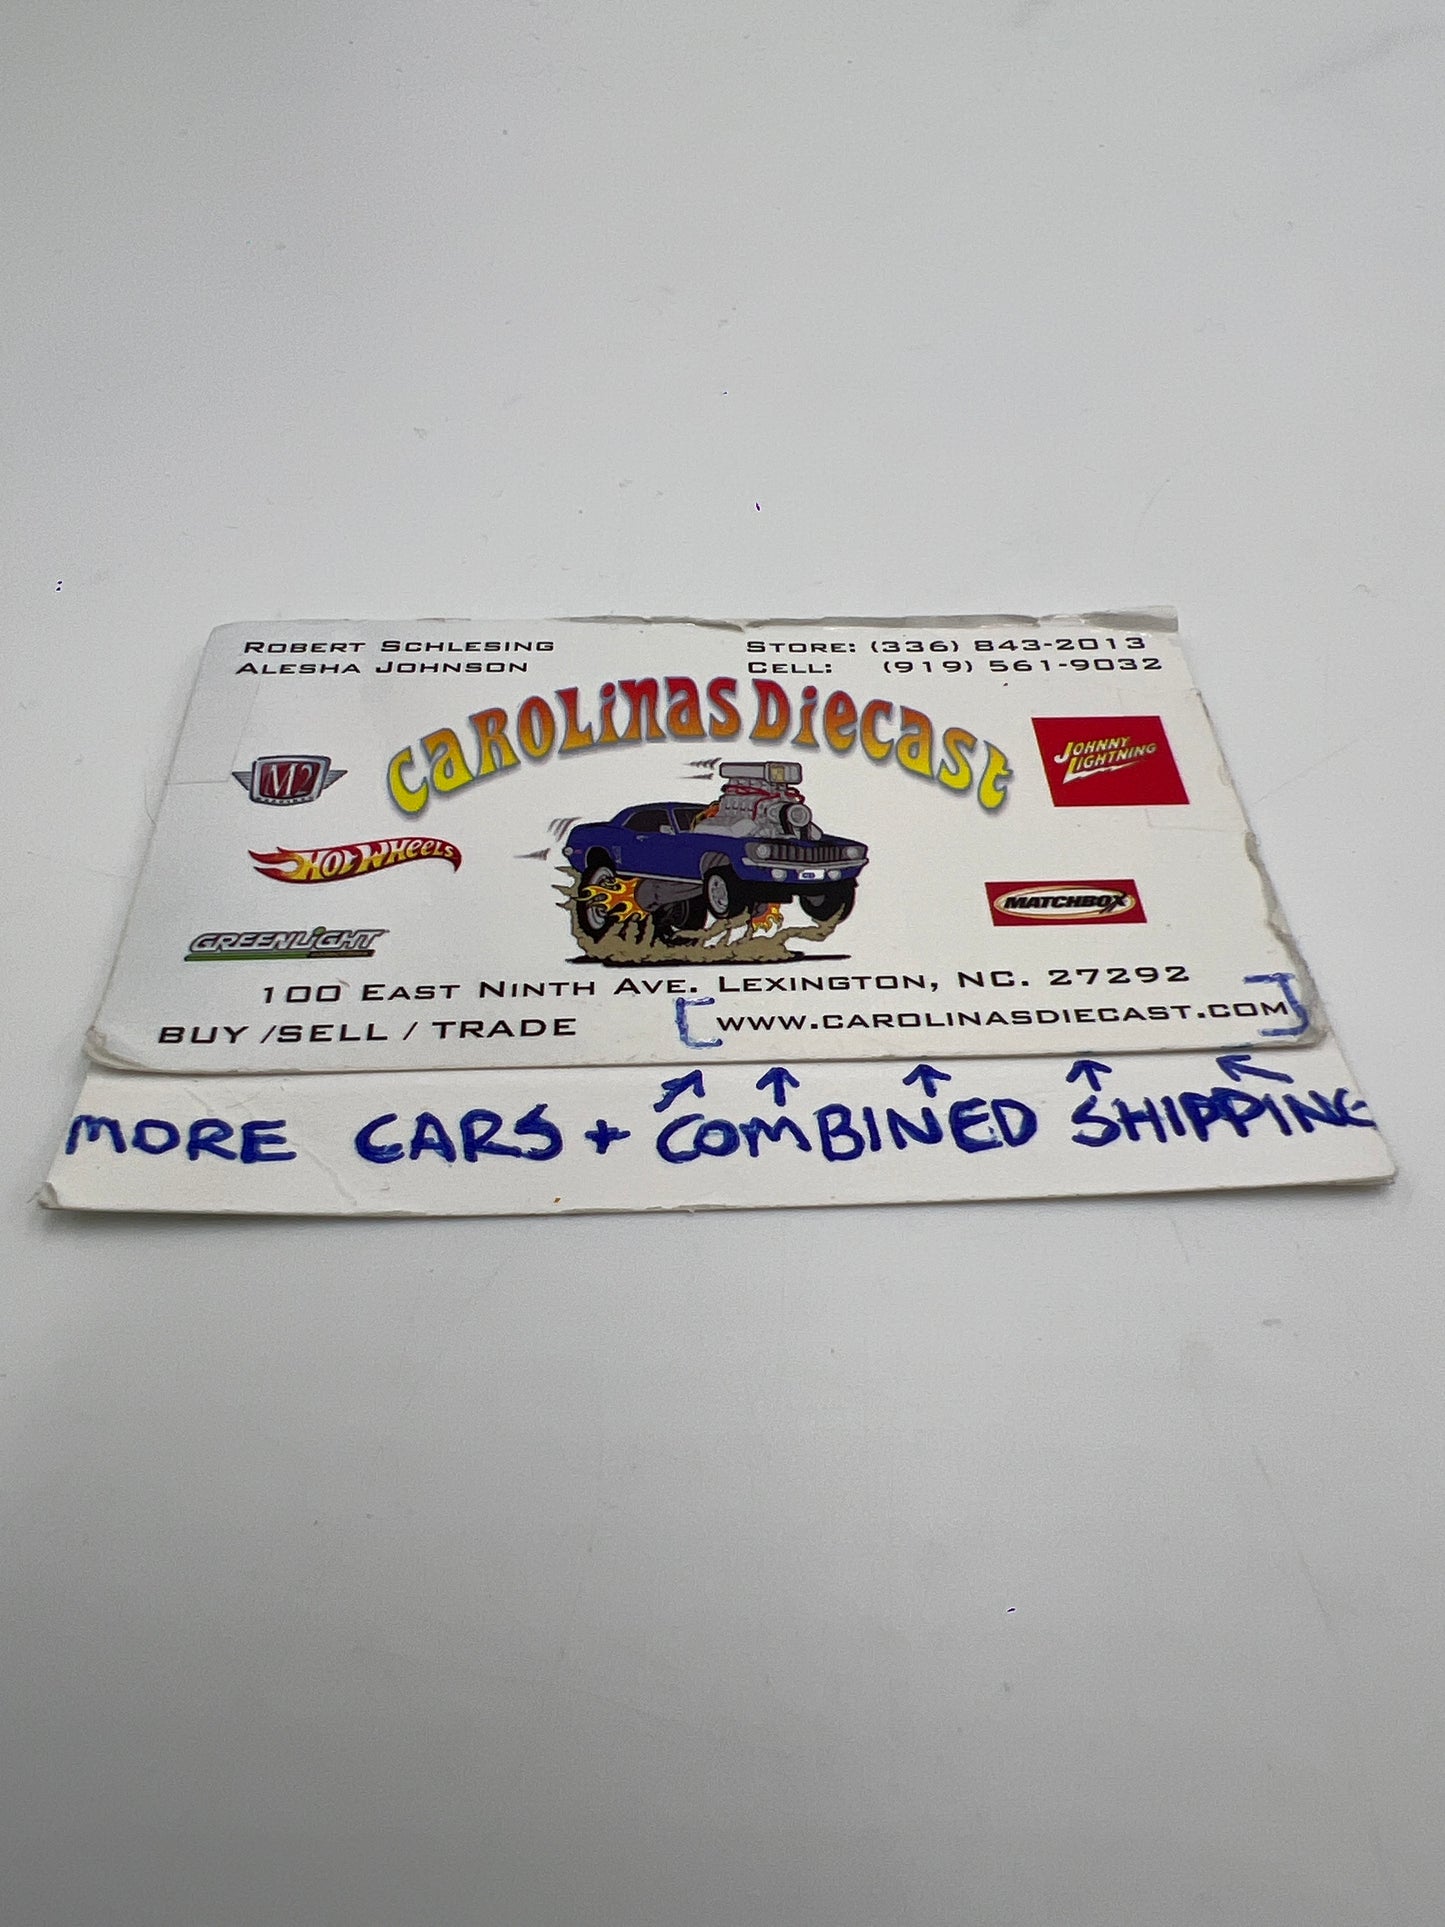 ROBERT SCHLESING
ALESHA JOHNSON
STORE: (336) 843-2013
CELL: (919) 561-9032
CAROLINAS DIECAST
M2
HOT WHEELS
GREENLIGHT
JOHNNY LIGHTNING
MATCHBOX
100 EAST NINTH AVE. LEXINGTON, NC. 27292
BUY /SELL / TRADE
[WWW.CAROLINASDIECAST.COM]
MORE CARS + COMBINED SHIPPING